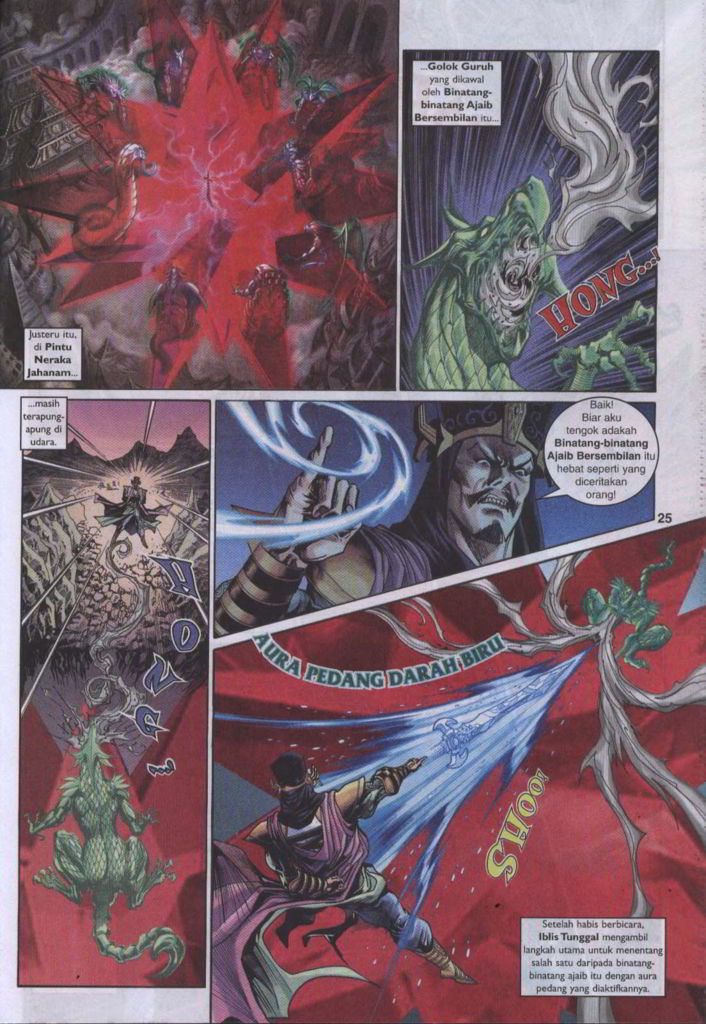 Justeru itu,
di Pintu
Neraka
Jahanam...
...Golok Guruh
yang dikawal
oleh Binatang-
binatang Ajaib
Bersembilan itu...
HONG...!
...masih
terapung-
apung di
udara.
HONG...!
Baik!
Biar aku
tengok adakah
Binatang-binatang
Ajaib Bersembilan itu
hebat seperti yang
diceritakan
orang!
25
AURA PEDANG DARAH BIRU
SHOO!
Setelah habis berbicara,
Iblis Tunggal mengambil
langkah utama untuk menentang
salah satu daripada binatang-
binatang ajaib itu dengan aura
pedang yang diaktifkannya.